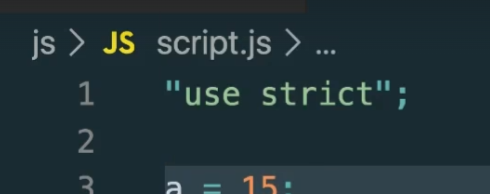 js > JS script.js > ...
1 "use strict";
2
3 a = 15;